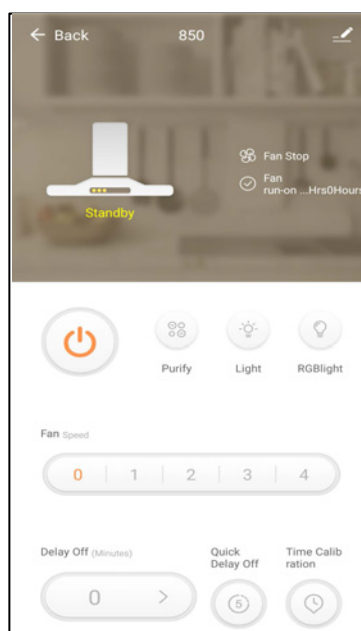 Back 850
Fan Stop
Fan
run-on ...Hrs0Hours
Standby
Purify Light RGBlight
Fan Speed
0 1 2 3 4
Delay Off (Minutes)
Quick
Delay Off
Time Calib
ration
0
5